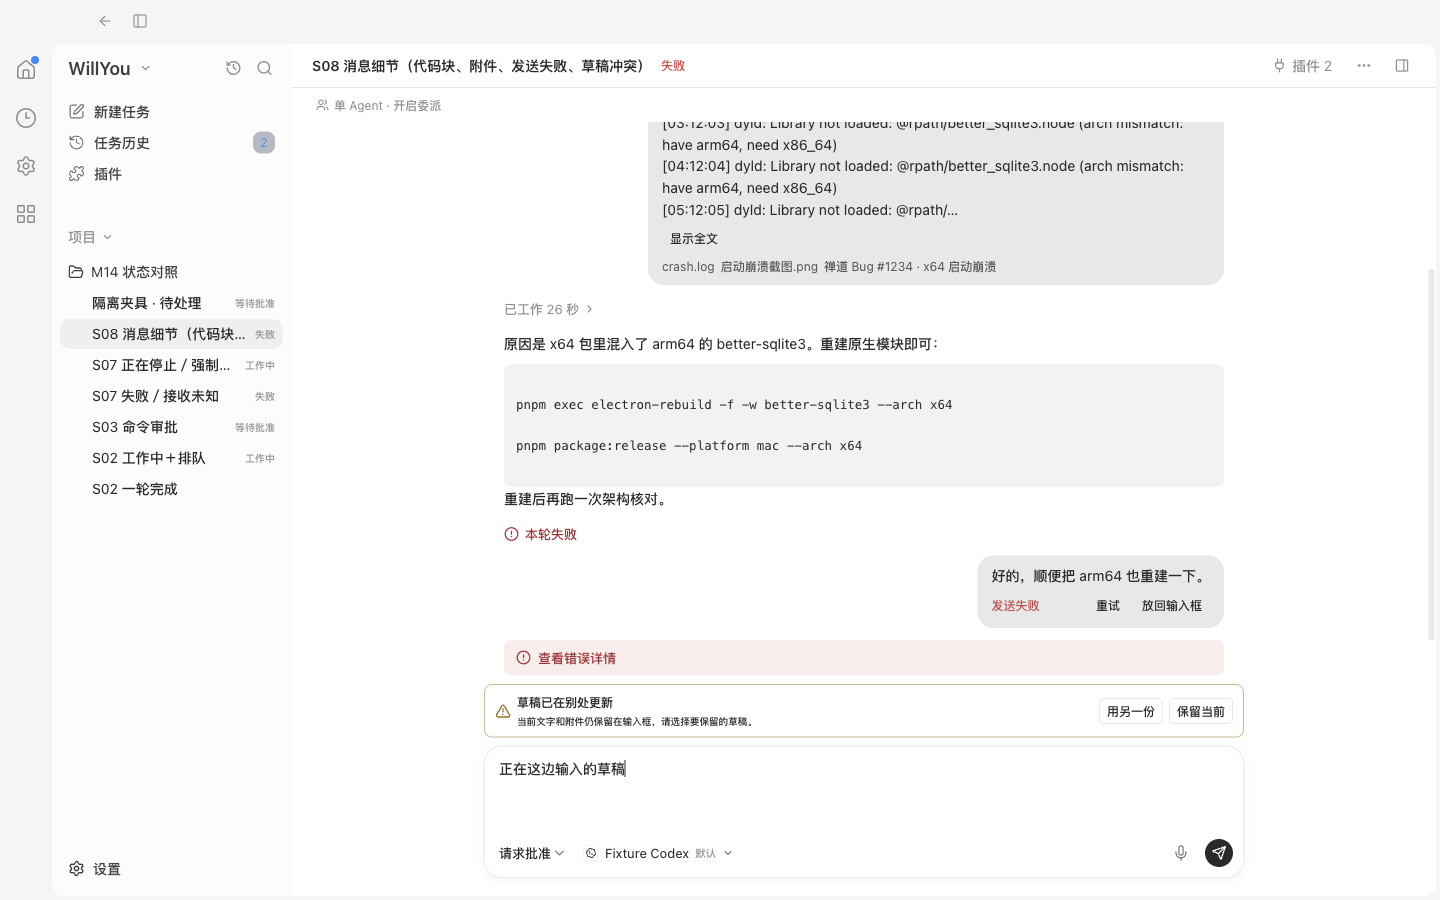 WillYou
新建任务
任务历史 2
插件
项目
M14 状态对照
隔离夹具 · 待处理 等待批准
S08 消息细节（代码块... 失败
S07 正在停止 / 强制... 工作中
S07 失败 / 接收未知 失败
S03 命令审批 等待批准
S02 工作中＋排队 工作中
S02 一轮完成
设置
S08 消息细节（代码块、附件、发送失败、草稿冲突） 失败
插件 2
单 Agent · 开启委派
[03:12:03] dyld: Library not loaded: @rpath/better_sqlite3.node (arch mismatch:
have arm64, need x86_64)
[04:12:04] dyld: Library not loaded: @rpath/better_sqlite3.node (arch mismatch:
have arm64, need x86_64)
[05:12:05] dyld: Library not loaded: @rpath/...
显示全文
crash.log 启动崩溃截图.png 禅道 Bug #1234 · x64 启动崩溃
已工作 26 秒
原因是 x64 包里混入了 arm64 的 better-sqlite3。重建原生模块即可：
pnpm exec electron-rebuild -f -w better-sqlite3 --arch x64
pnpm package:release --platform mac --arch x64
重建后再跑一次架构核对。
本轮失败
好的，顺便把 arm64 也重建一下。
发送失败 重试 放回输入框
查看错误详情
草稿已在别处更新
当前文字和附件仍保留在输入框，请选择要保留的草稿。
用另一份 保留当前
正在这边输入的草稿
请求批准 Fixture Codex 默认